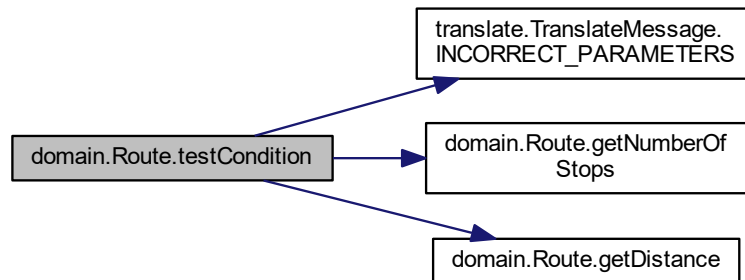 translate.TranslateMessage.
INCORRECT_PARAMETERS
domain.Route.testCondition
domain.Route.getNumberOf
Stops
domain.Route.getDistance